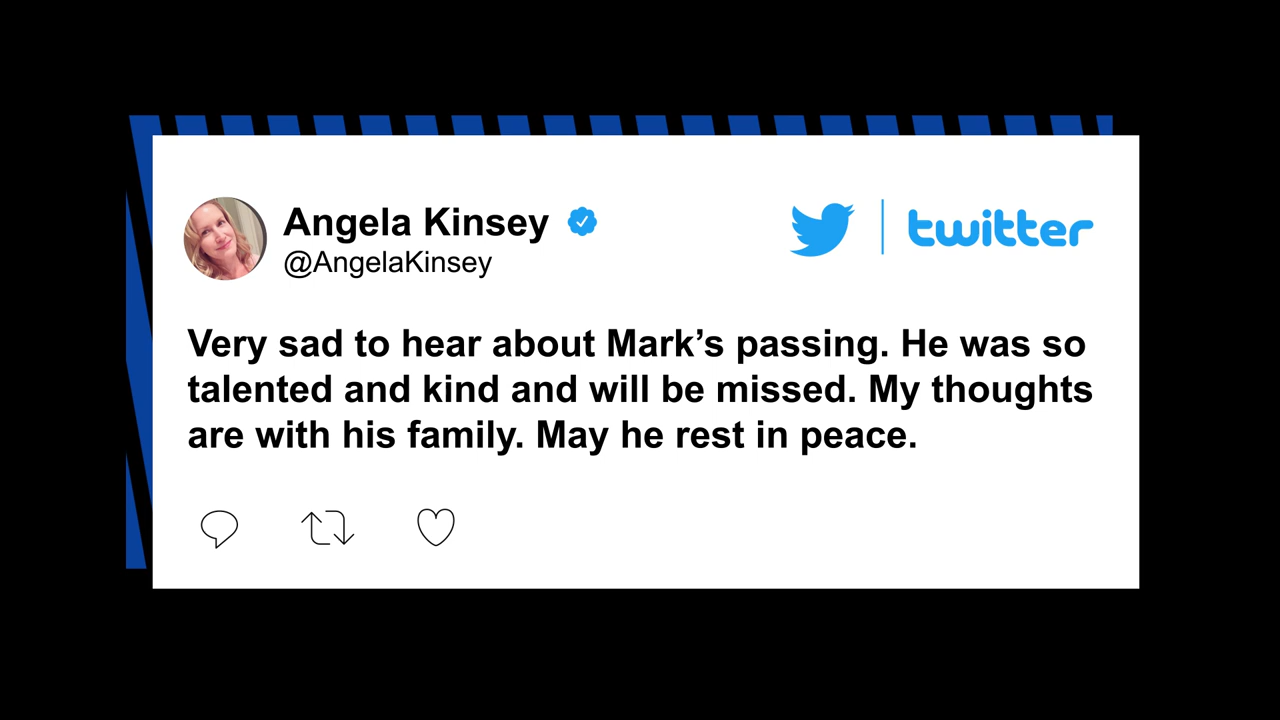 Angela Kinsey
twitter
@AngelaKinsey
Very sad to hear about Mark’s passing. He was so
talented and kind and will be missed. My thoughts
are with his family. May he rest in peace.